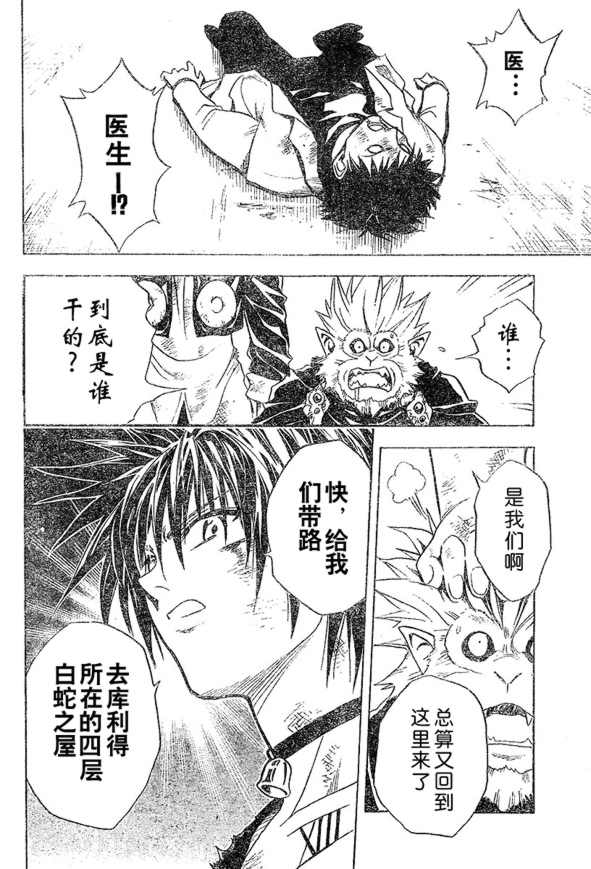 医…
医生—!?
谁…
到底是谁
干的？
是我们啊
总算又回到
这里来了
快，给我
们带路
去库利得
所在的四层
白蛇之屋
XIII